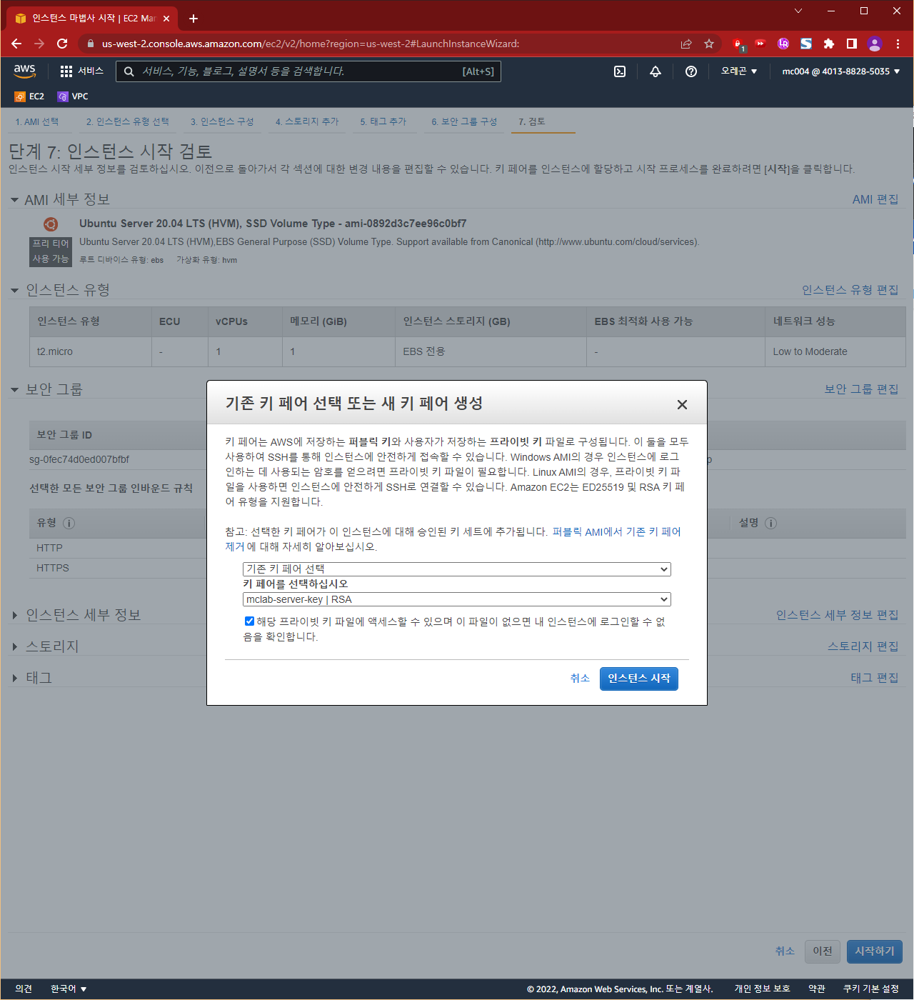 인스턴스 마법사 시작 | EC2 Mar
us-west-2.console.aws.amazon.com/ec2/v2/home?region=us-west-2#LaunchInstanceWizard:
1
aws
서비스
서비스, 기능, 블로그, 설명서 등을 검색합니다.
[Alt+S]
오레곤
mc004 @ 4013-8828-5035
EC2
VPC
1. AMI 선택
2. 인스턴스 유형 선택
3. 인스턴스 구성
4. 스토리지 추가
5. 태그 추가
6. 보안 그룹 구성
7. 검토
단계 7: 인스턴스 시작 검토
인스턴스 시작 세부 정보를 검토하십시오. 이전으로 돌아가서 각 섹션에 대한 변경 내용을 편집할 수 있습니다. 키 페어를 인스턴스에 할당하고 시작 프로세스를 완료하려면 [시작]을 클릭합니다.
AMI 세부 정보
AMI 편집
Ubuntu Server 20.04 LTS (HVM), SSD Volume Type - ami-0892d3c7ee96c0bf7
프리 티어
사용 가능
Ubuntu Server 20.04 LTS (HVM),EBS General Purpose (SSD) Volume Type. Support available from Canonical (http://www.ubuntu.com/cloud/services).
루트 디바이스 유형: ebs 가상화 유형: hvm
인스턴스 유형
인스턴스 유형 편집
인스턴스 유형 ECU vCPUs 메모리 (GiB) 인스턴스 스토리지 (GB) EBS 최적화 사용 가능 네트워크 성능
t2.micro - 1 1 EBS 전용 - Low to Moderate
보안 그룹
보안 그룹 편집
보안 그룹 ID
sg-0fec74d0ed007bfbf
p
선택한 모든 보안 그룹 인바운드 규칙
유형
설명
HTTP
HTTPS
기존 키 페어 선택 또는 새 키 페어 생성
키 페어는 AWS에 저장하는 퍼블릭 키와 사용자가 저장하는 프라이빗 키 파일로 구성됩니다. 이 둘을 모두
사용하여 SSH를 통해 인스턴스에 안전하게 접속할 수 있습니다. Windows AMI의 경우 인스턴스에 로그
인하는 데 사용되는 암호를 얻으려면 프라이빗 키 파일이 필요합니다. Linux AMI의 경우, 프라이빗 키 파
일을 사용하면 인스턴스에 안전하게 SSH로 연결할 수 있습니다. Amazon EC2는 ED25519 및 RSA 키 페
어 유형을 지원합니다.
참고: 선택한 키 페어가 이 인스턴스에 대해 승인된 키 세트에 추가됩니다. 퍼블릭 AMI에서 기존 키 페어
제거 에 대해 자세히 알아보십시오.
기존 키 페어 선택
키 페어를 선택하십시오
mclab-server-key | RSA
해당 프라이빗 키 파일에 액세스할 수 있으며 이 파일이 없으면 내 인스턴스에 로그인할 수 없
음을 확인합니다.
취소
인스턴스 시작
인스턴스 세부 정보
인스턴스 세부 정보 편집
스토리지
스토리지 편집
태그
태그 편집
취소
이전
시작하기
의견
한국어
© 2022, Amazon Web Services, Inc. 또는 계열사.
개인 정보 보호
약관
쿠키 기본 설정